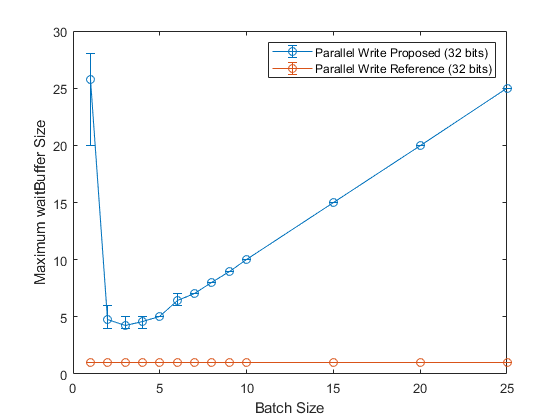 30
25
20
15
10
5
0
Maximum waitBuffer Size
Parallel Write Proposed (32 bits)
Parallel Write Reference (32 bits)
0 5 10 15 20 25
Batch Size